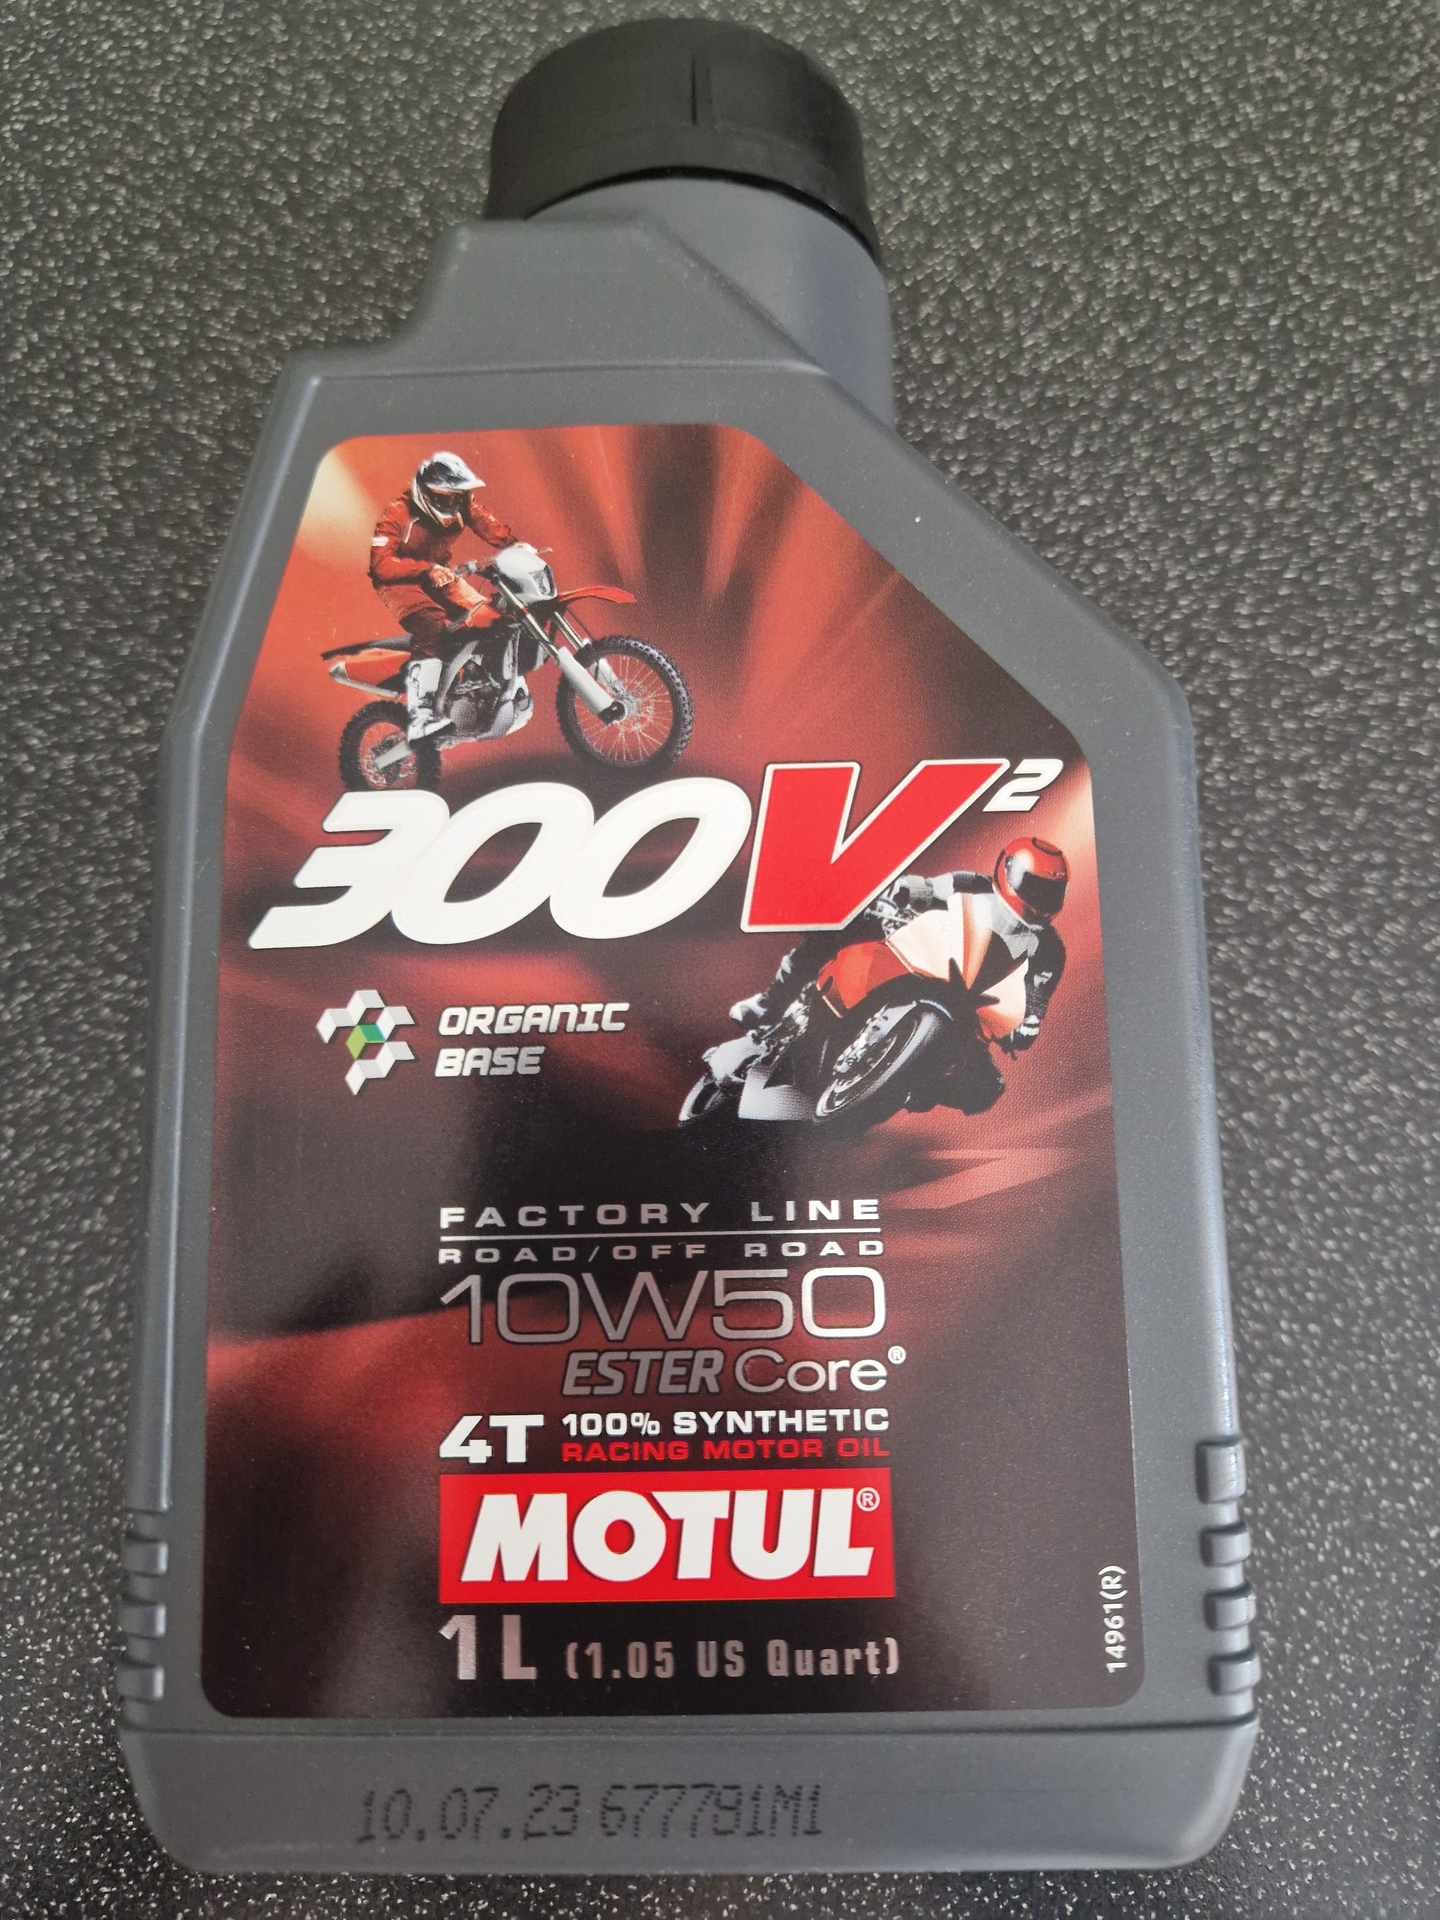 300V2
ORGANIC
BASE
FACTORY LINE
ROAD/OFF ROAD
10W50
ESTER Core®
4T 100% SYNTHETIC
RACING MOTOR OIL
MOTUL®
1 L (1.05 US Quart)
14961(R)
10.07.23 677781M1